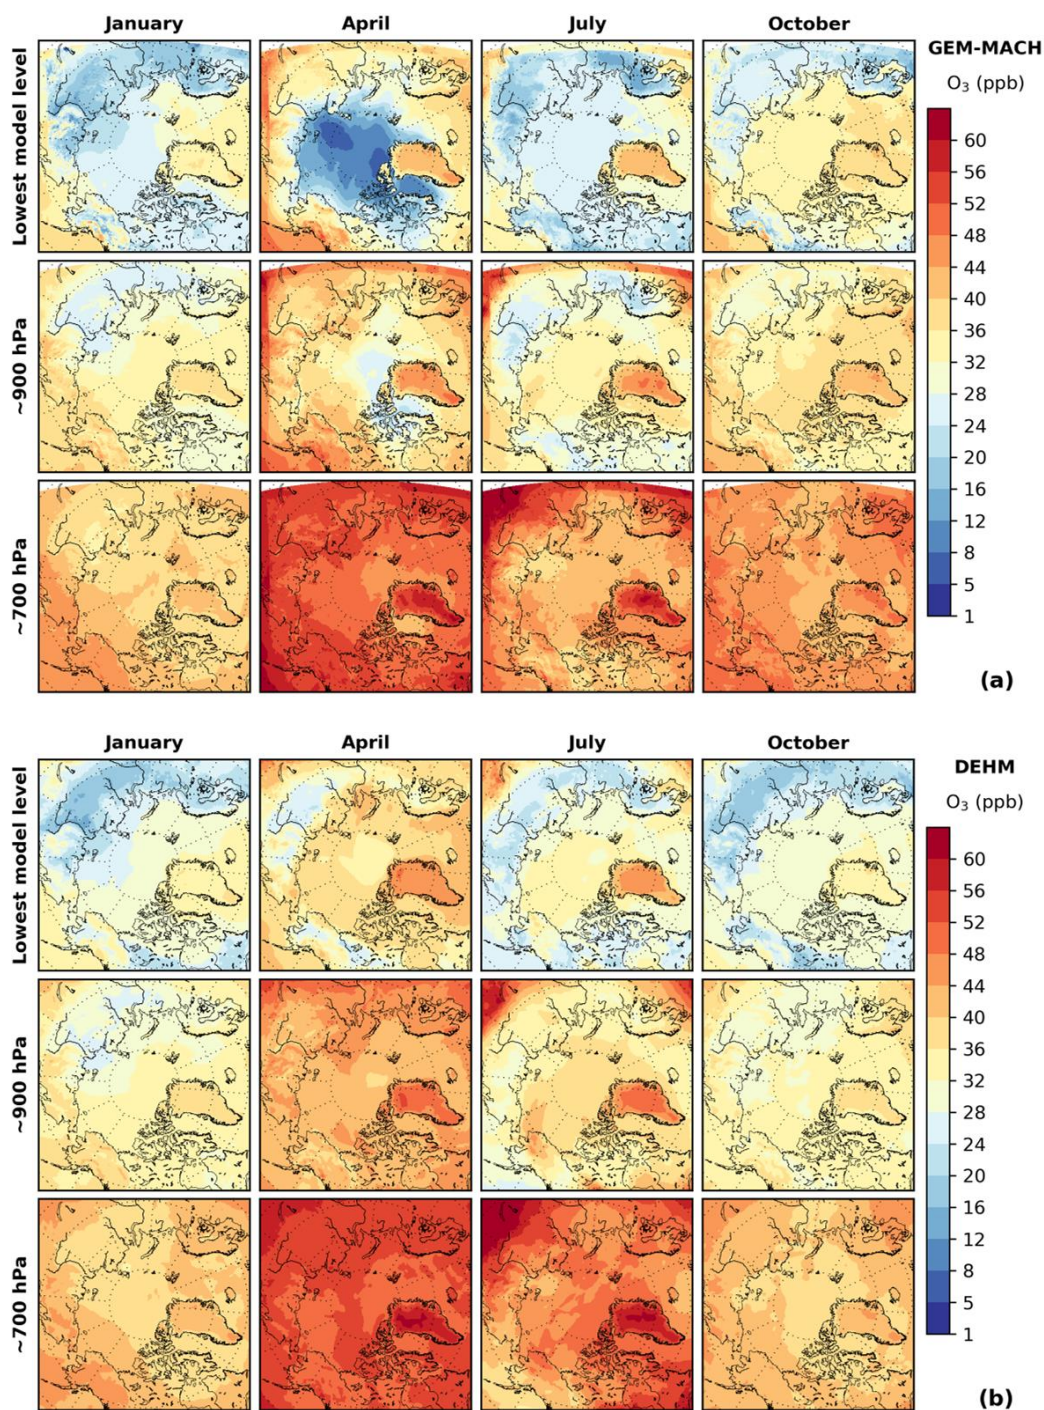 January April July October
GEM-MACH
O₃ (ppb)
Lowest model level
~900 hPa
~700 hPa
60
56
52
48
44
40
36
32
28
24
20
16
12
8
5
1
(a)
January April July October
DEHM
O₃ (ppb)
Lowest model level
~900 hPa
~700 hPa
60
56
52
48
44
40
36
32
28
24
20
16
12
8
5
1
(b)